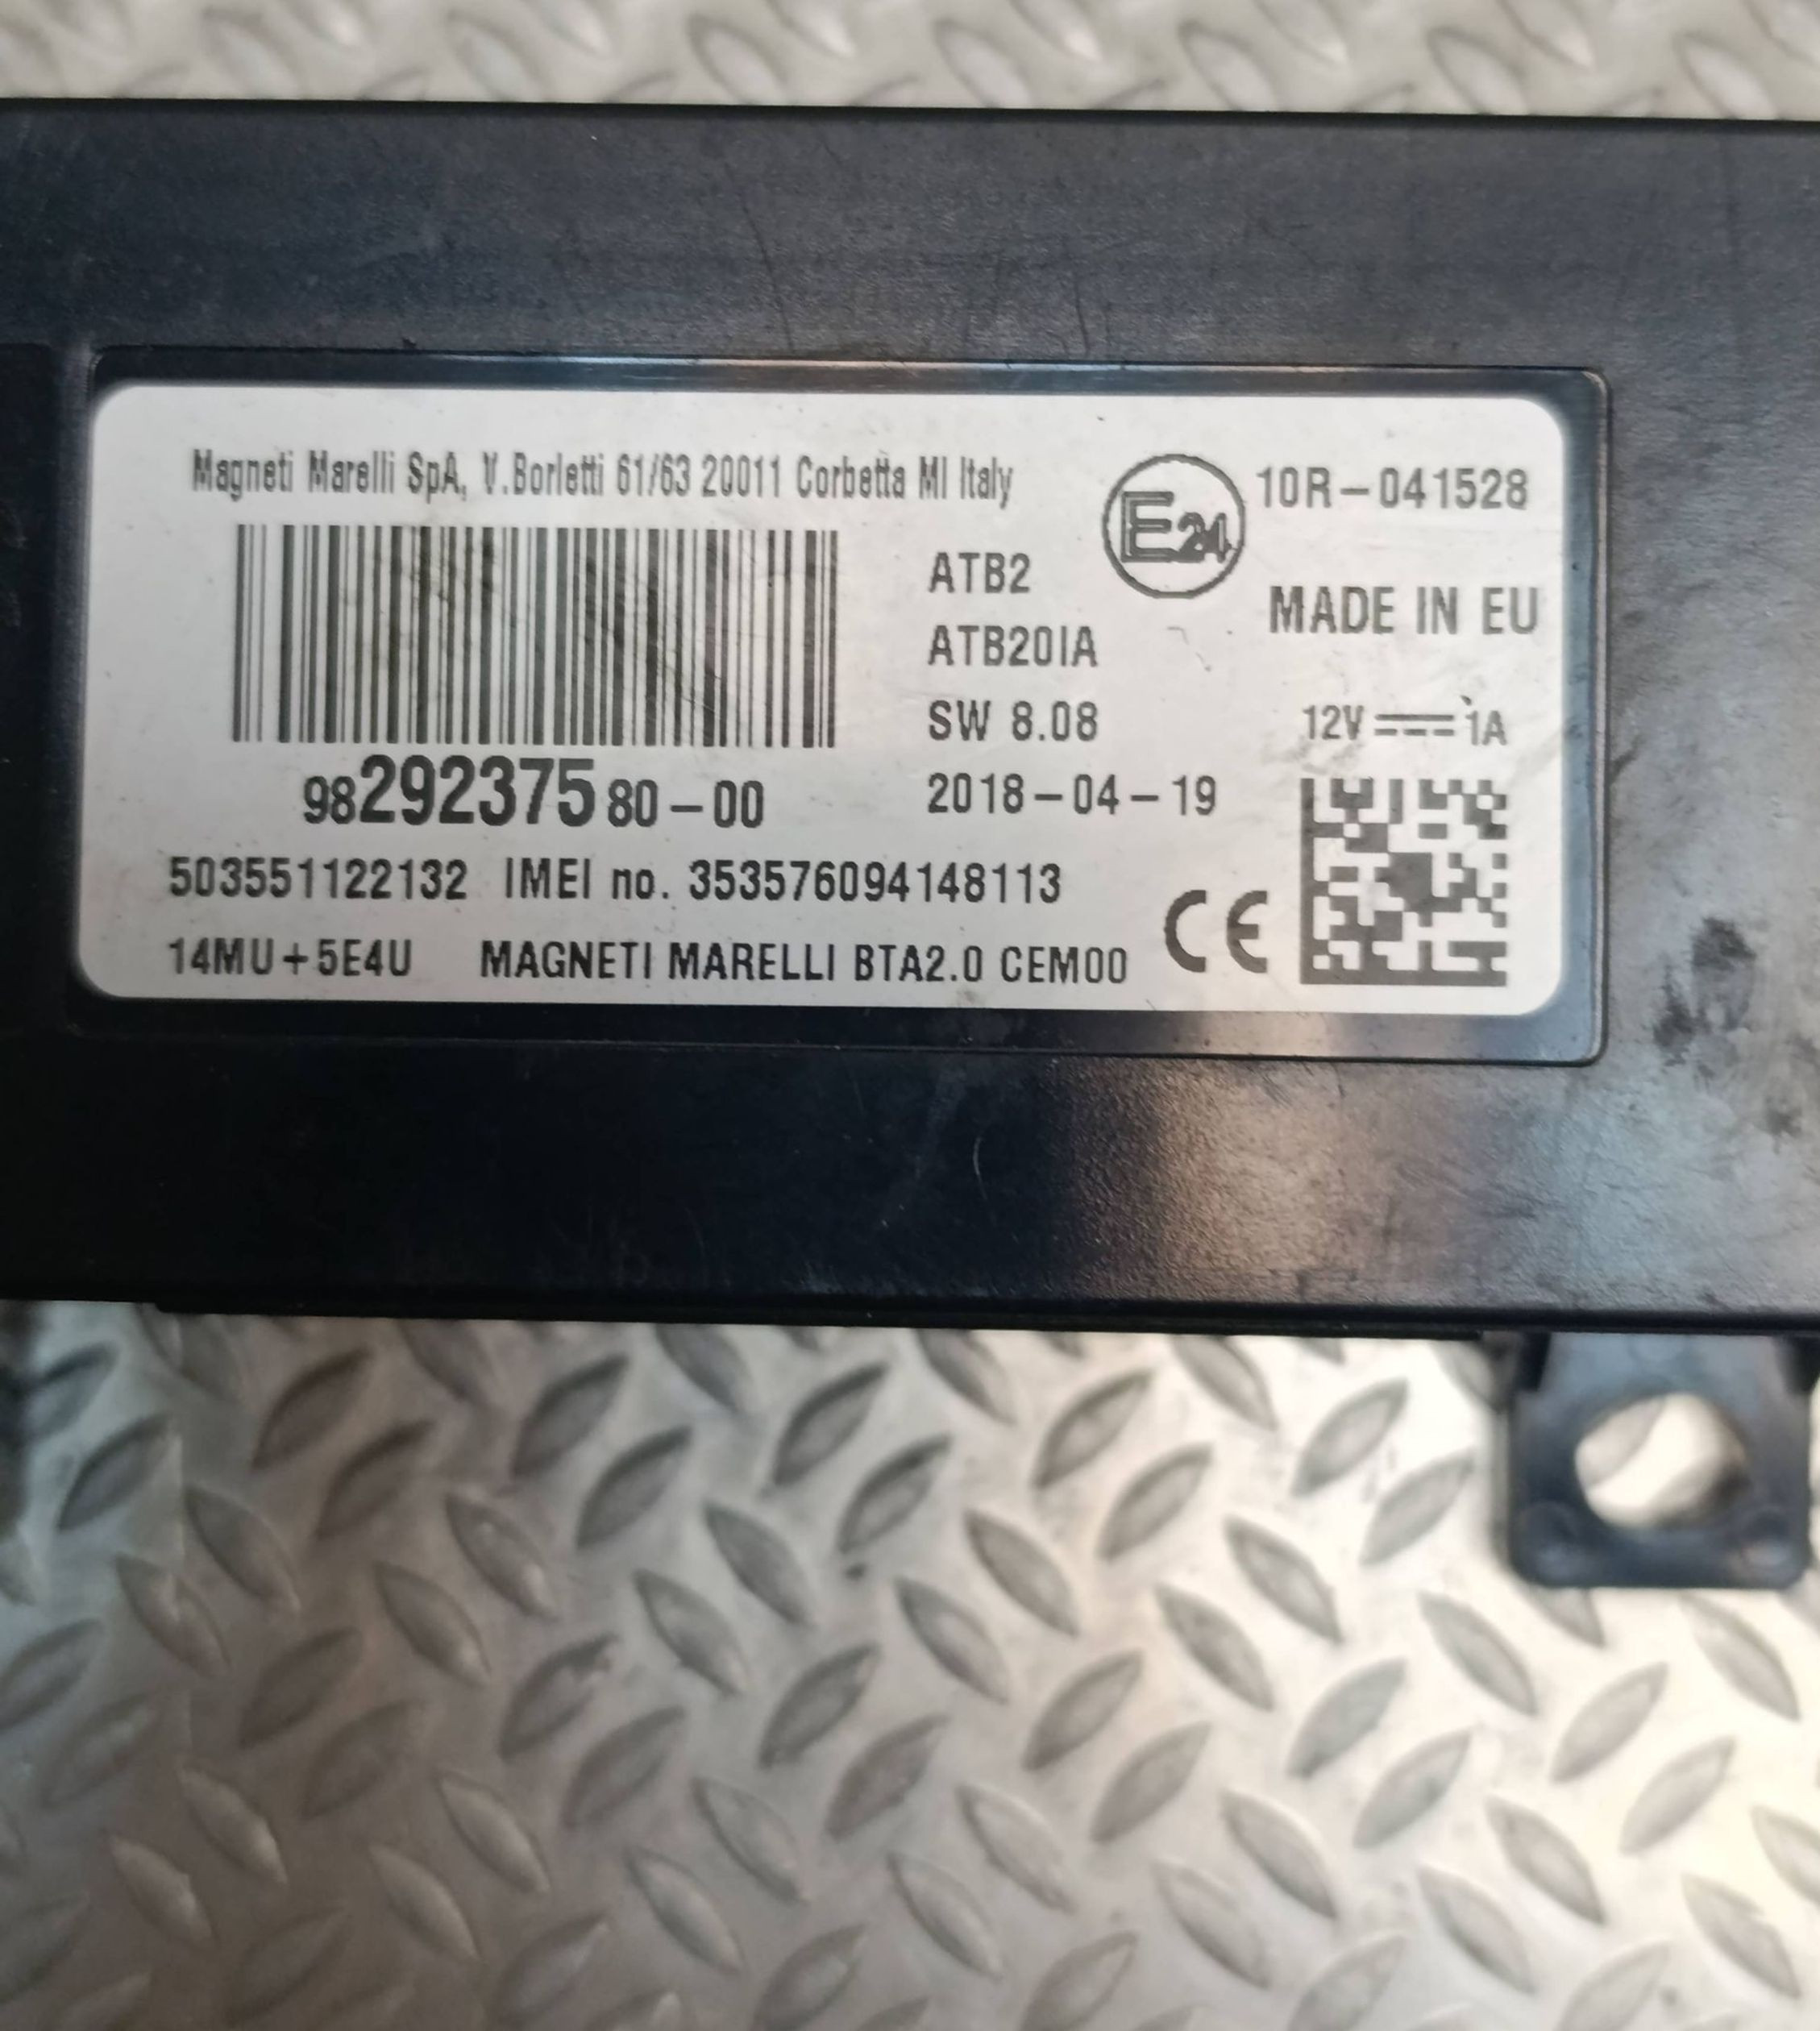 Magneti Marelli SpA, V.Borletti 61/63 20011 Corbetta MI Italy
E24 10R-041528
ATB2
MADE IN EU
ATB20IA
SW 8.08
12V 1A
9829237580-00
2018-04-19
503551122132 IMEI no. 353576094148113
14MU+5E4U MAGNETI MARELLI BTA2.0 CEM00
CE